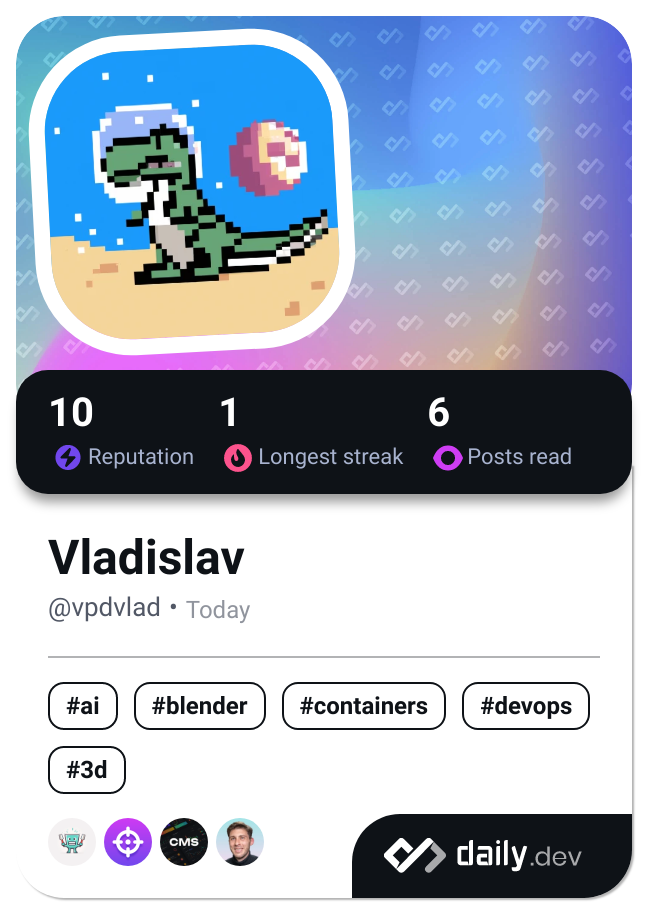 10 1 6
Reputation Longest streak Posts read
Vladislav
@vpdvlad • Today
#ai #blender #containers #devops
#3d
CMS
daily.dev